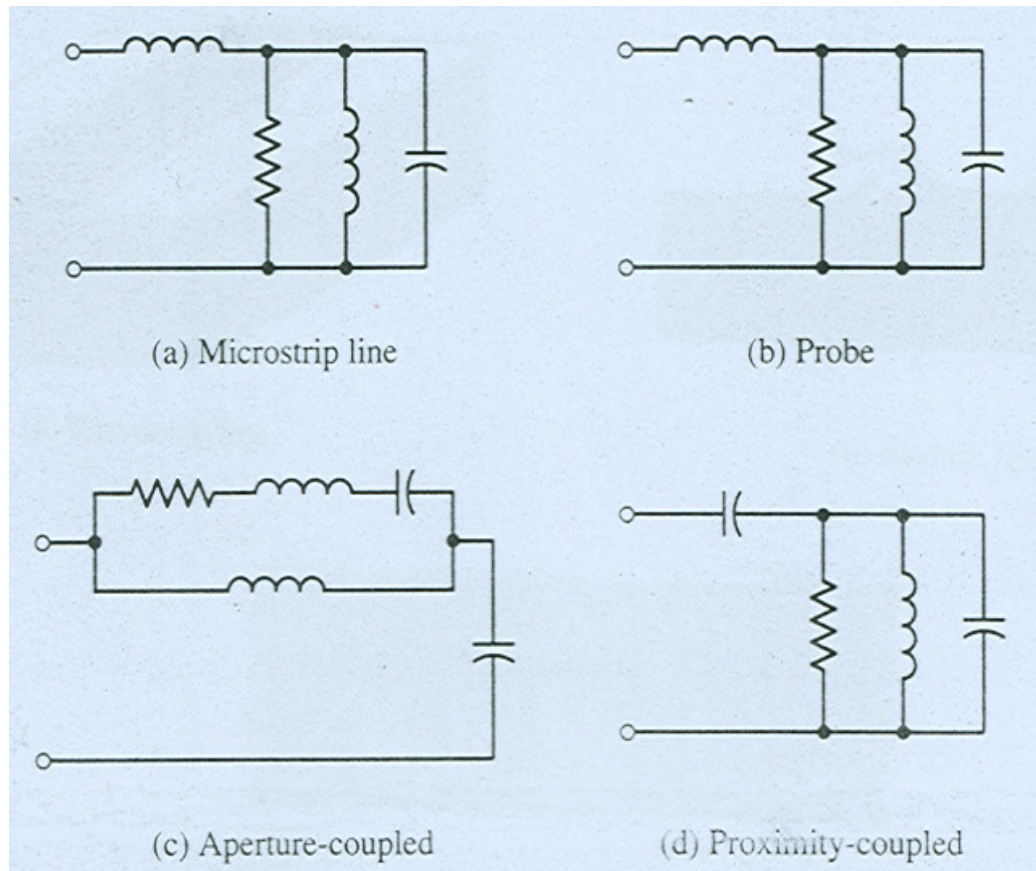 (a) Microstrip line
(b) Probe
(c) Aperture-coupled
(d) Proximity-coupled